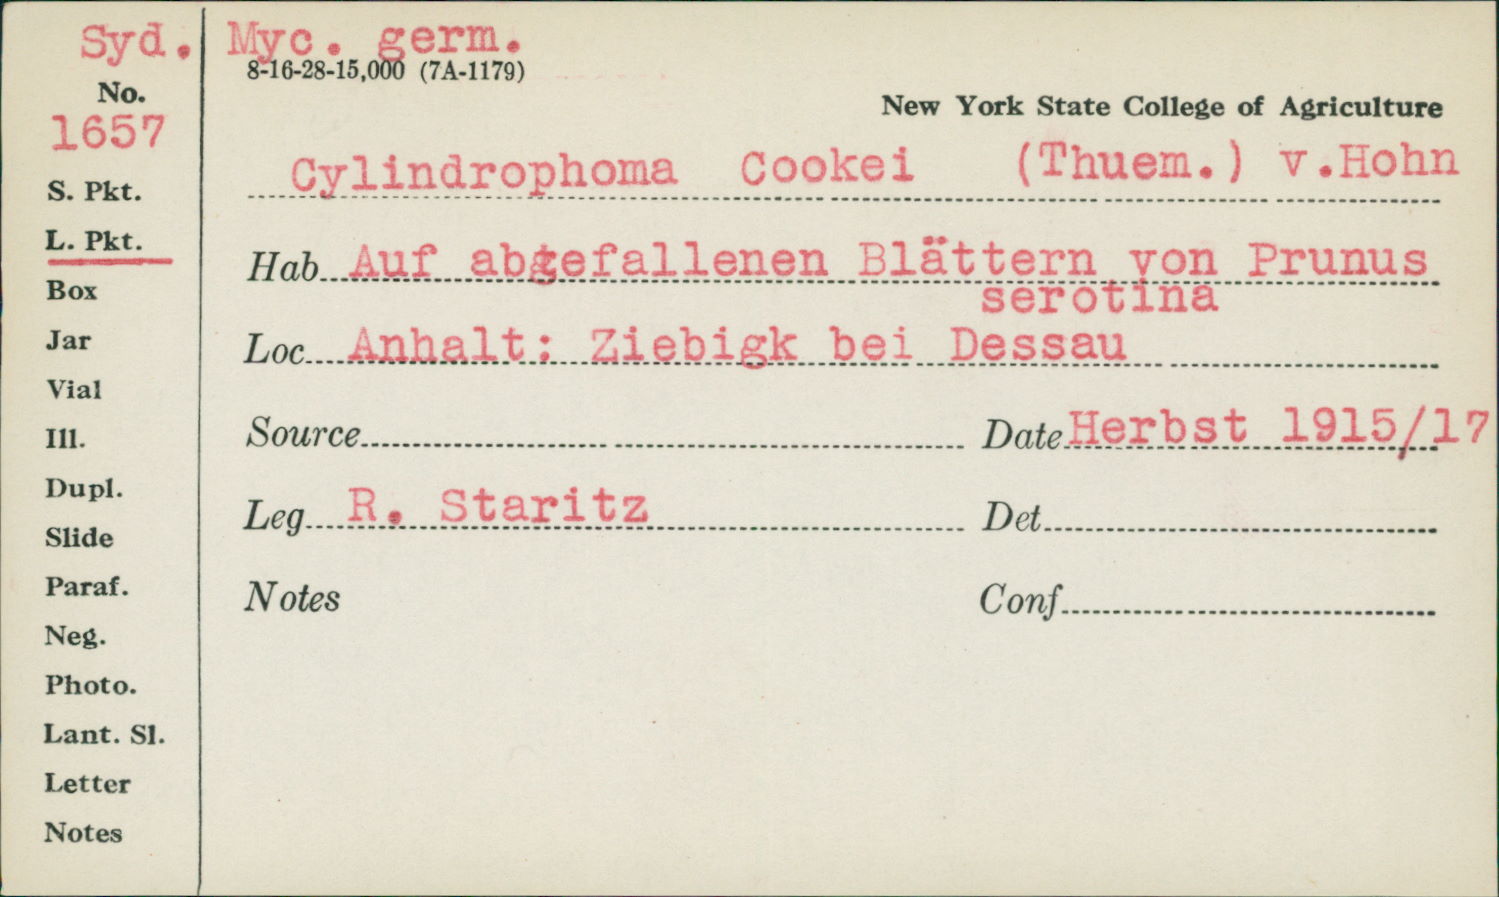 Syd. Myc. germ.
8-16-28-15,000 (7A-1179)
No.
1657
New York State College of Agriculture
Cylindrophoma Cookei (Thuem.) v.Hohn
S. Pkt.
L. Pkt.
Box
Jar
Vial
Ill.
Dupl.
Slide
Paraf.
Neg.
Photo.
Lant. Sl.
Letter
Notes
Hab. Auf abgefallenen Blättern von Prunus
serotina
Loc. Anhalt: Ziebigk bei Dessau
Source
Date Herbst 1915/17
Leg. R. Staritz
Det.
Notes
Conf.